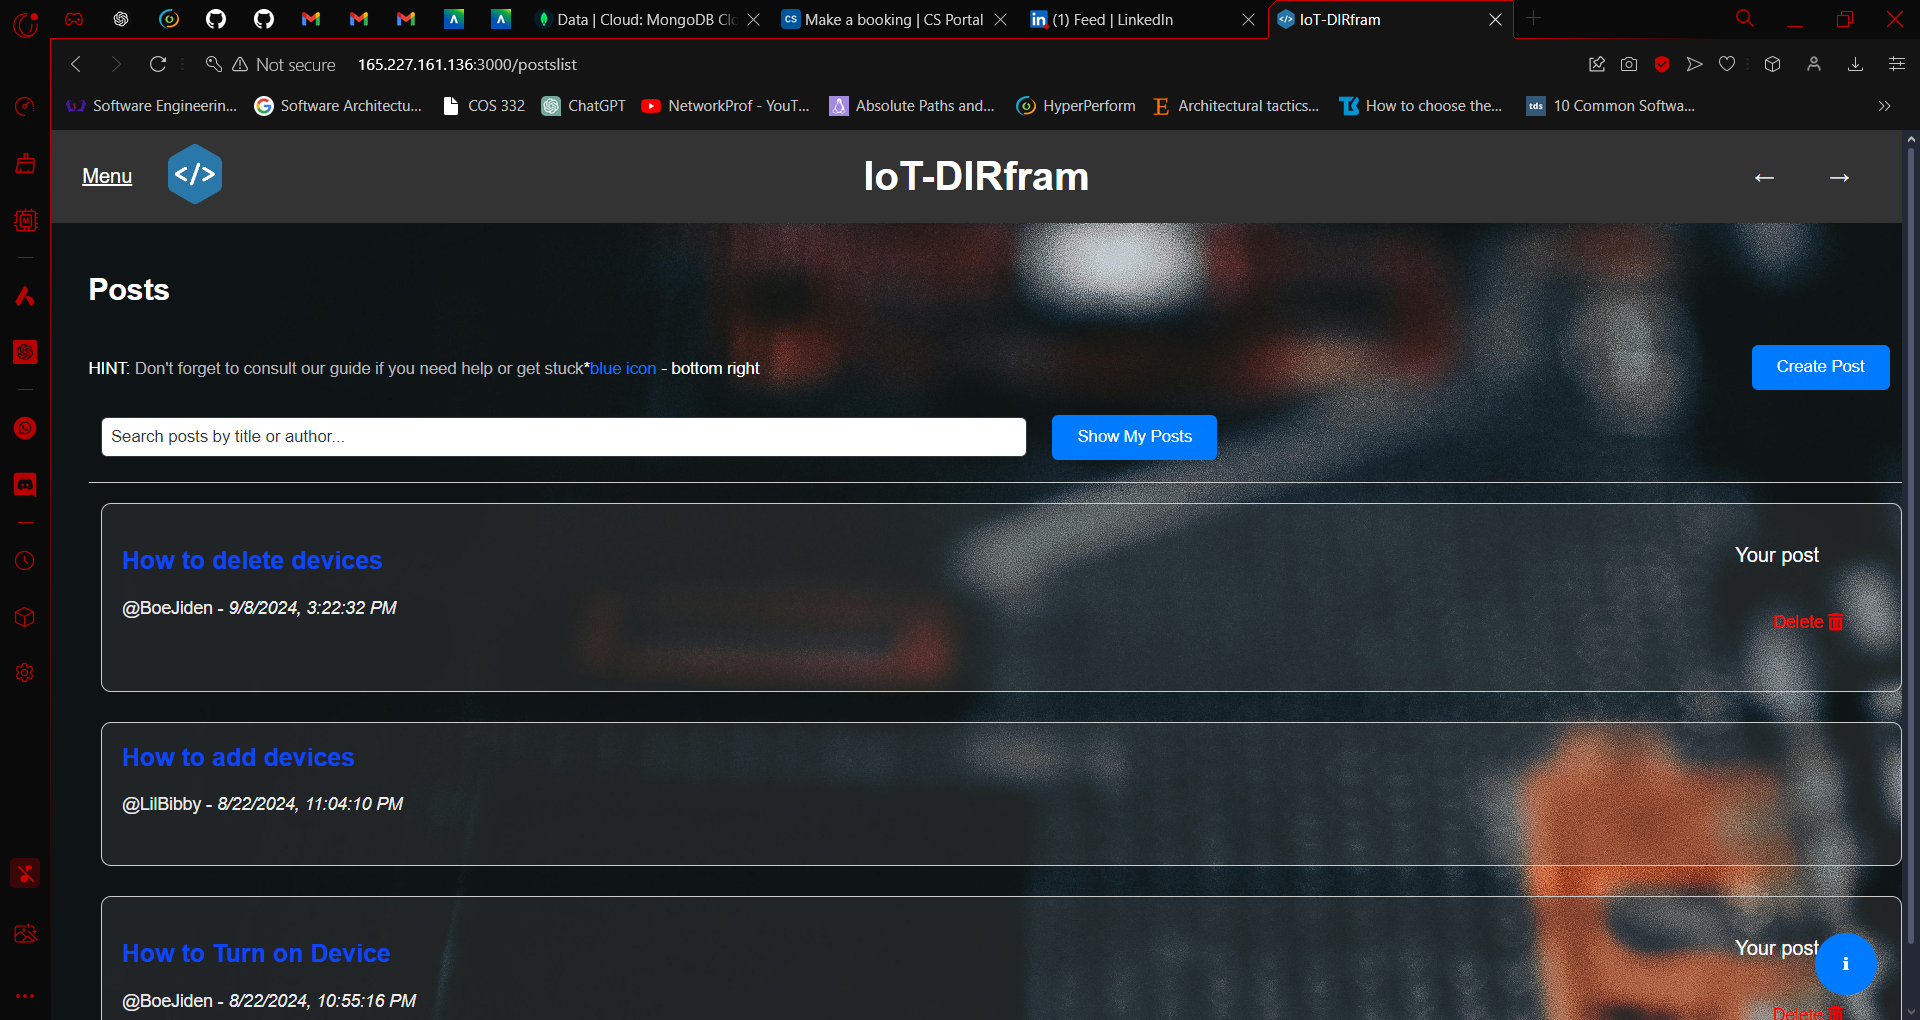 Data | Cloud: MongoDB Clo
cs Make a booking | CS Portal
in (1) Feed | LinkedIn
</> IoT-DIRfram
Not secure 165.227.161.136:3000/postslist
Software Engineerin...
Software Architectu...
COS 332
ChatGPT
NetworkProf - YouT...
Absolute Paths and...
HyperPerform
Architectural tactics...
How to choose the...
tds 10 Common Softwa...
Menu </> IoT-DIRfram ← →
Posts
HINT: Don't forget to consult our guide if you need help or get stuck*blue icon - bottom right
Create Post
Search posts by title or author...
Show My Posts
How to delete devices
Your post
@BoeJiden - 9/8/2024, 3:22:32 PM
Delete
How to add devices
@LilBibby - 8/22/2024, 11:04:10 PM
How to Turn on Device
Your post
i
@BoeJiden - 8/22/2024, 10:55:16 PM
Delete